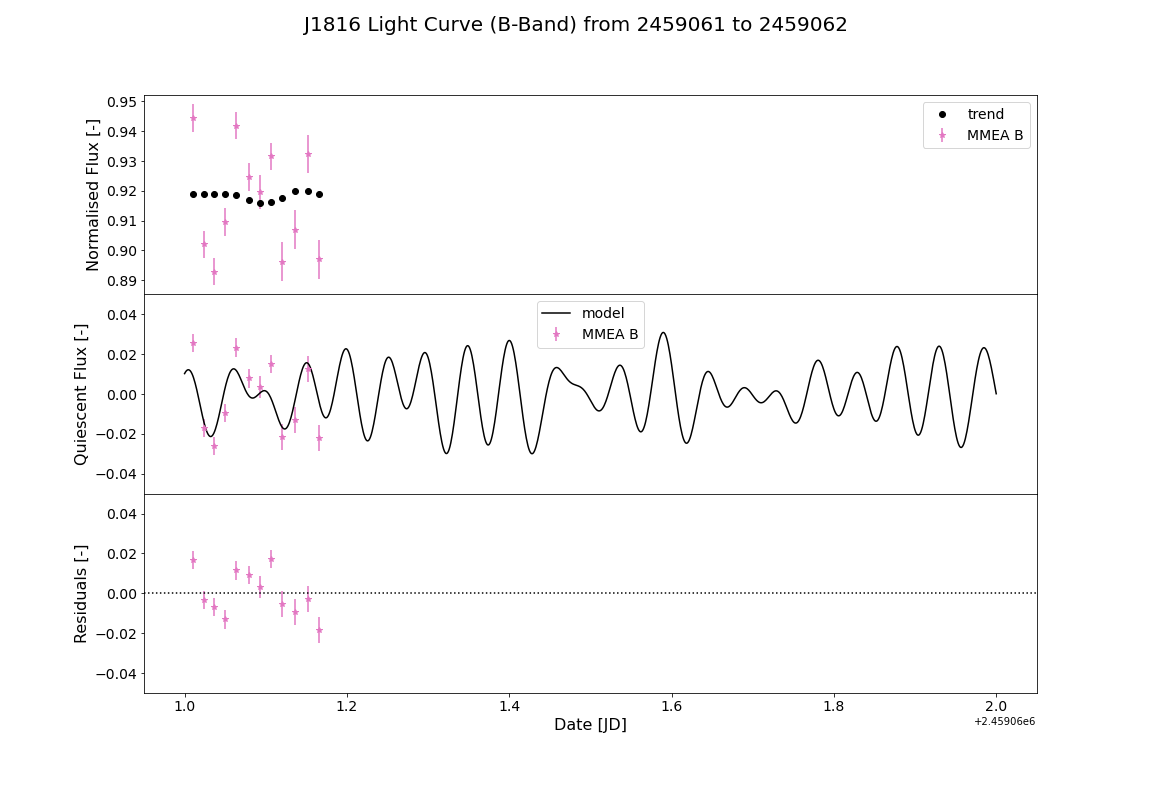 J1816 Light Curve (B-Band) from 2459061 to 2459062
Normalised Flux [-]
0.95
0.94
0.93
0.92
0.91
0.90
0.89
trend
MMEA B
Quiescent Flux [-]
0.04
0.02
0.00
−0.02
−0.04
model
MMEA B
Residuals [-]
0.04
0.02
0.00
−0.02
−0.04
1.0 1.2 1.4 1.6 1.8 2.0
Date [JD]
+2.45906e6